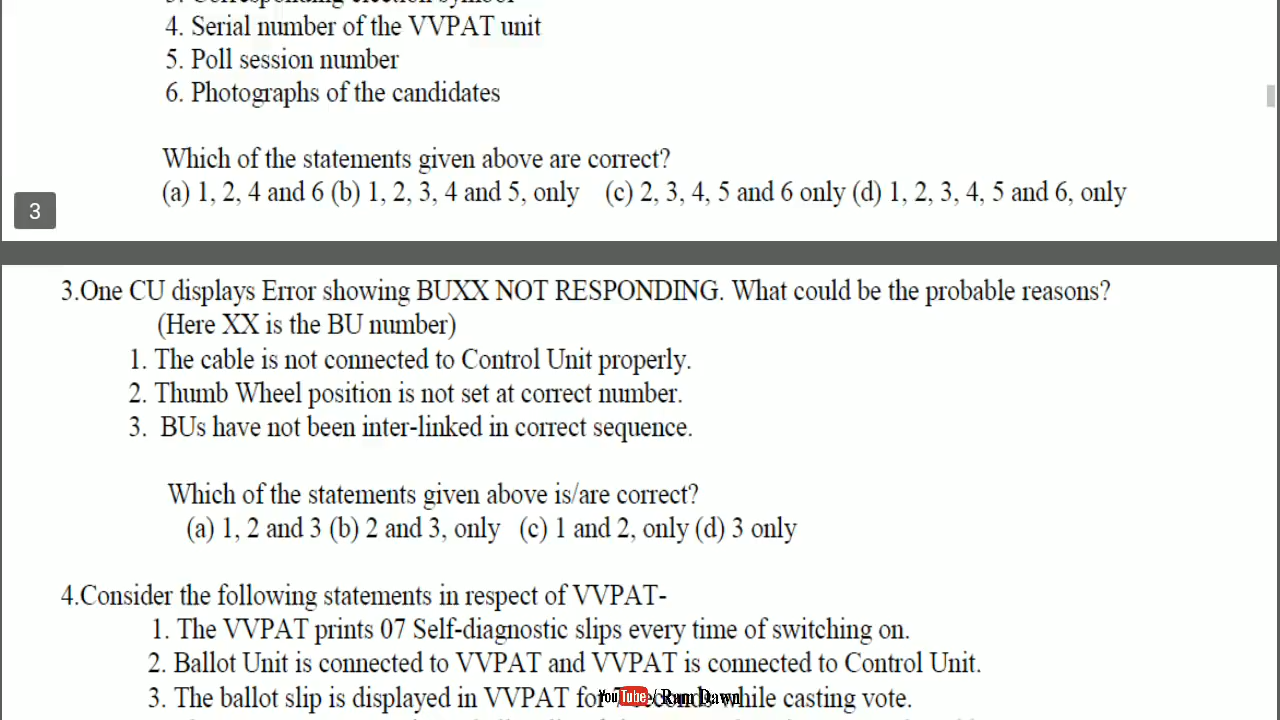 3. Corresponding election symbol
4. Serial number of the VVPAT unit
5. Poll session number
6. Photographs of the candidates
Which of the statements given above are correct?
(a) 1, 2, 4 and 6 (b) 1, 2, 3, 4 and 5, only (c) 2, 3, 4, 5 and 6 only (d) 1, 2, 3, 4, 5 and 6, only
3
3.One CU displays Error showing BUXX NOT RESPONDING. What could be the probable reasons?
(Here XX is the BU number)
1. The cable is not connected to Control Unit properly.
2. Thumb Wheel position is not set at correct number.
3. BUs have not been inter-linked in correct sequence.
Which of the statements given above is/are correct?
(a) 1, 2 and 3 (b) 2 and 3, only (c) 1 and 2, only (d) 3 only
4.Consider the following statements in respect of VVPAT-
1. The VVPAT prints 07 Self-diagnostic slips every time of switching on.
2. Ballot Unit is connected to VVPAT and VVPAT is connected to Control Unit.
3. The ballot slip is displayed in VVPAT for 7 seconds while casting vote.
YouTube / Ram Dawn